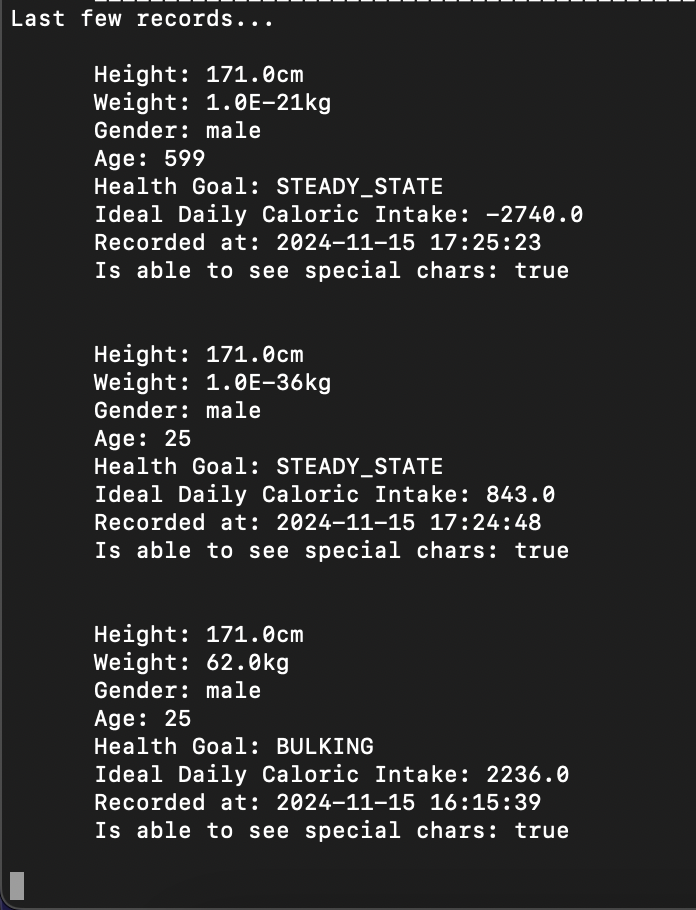 Last few records...
Height: 171.0cm
Weight: 1.0E-21kg
Gender: male
Age: 599
Health Goal: STEADY_STATE
Ideal Daily Caloric Intake: -2740.0
Recorded at: 2024-11-15 17:25:23
Is able to see special chars: true
Height: 171.0cm
Weight: 1.0E-36kg
Gender: male
Age: 25
Health Goal: STEADY_STATE
Ideal Daily Caloric Intake: 843.0
Recorded at: 2024-11-15 17:24:48
Is able to see special chars: true
Height: 171.0cm
Weight: 62.0kg
Gender: male
Age: 25
Health Goal: BULKING
Ideal Daily Caloric Intake: 2236.0
Recorded at: 2024-11-15 16:15:39
Is able to see special chars: true